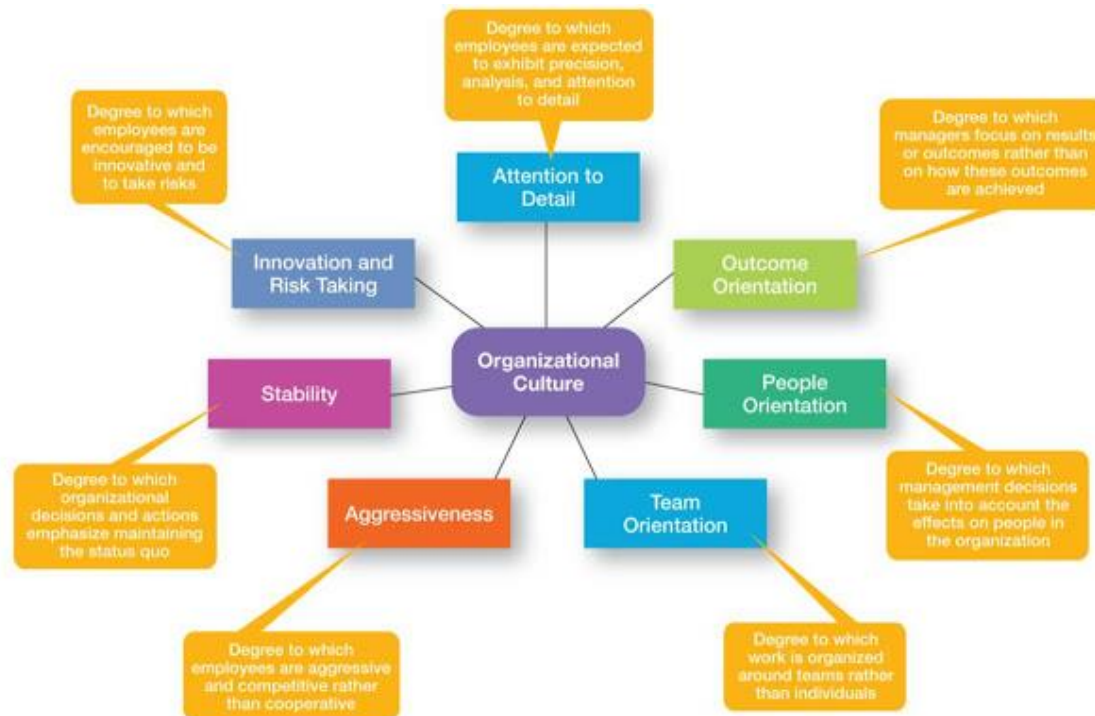 Degree to which
employees are expected
to exhibit precision,
analysis, and attention
to detail
Attention to
Detail
Degree to which
managers focus on results
or outcomes rather than
on how these outcomes
are achieved
Outcome
Orientation
Degree to which
management decisions
take into account the
effects on people in
the organization
People
Orientation
Degree to which
work is organized
around teams rather
than individuals
Team
Orientation
Degree to which
employees are aggressive
and competitive rather
than cooperative
Aggressiveness
Degree to which
organizational
decisions and actions
emphasize maintaining
the status quo
Stability
Degree to which
employees are
encouraged to be
innovative and
to take risks
Innovation and
Risk Taking
Organizational
Culture